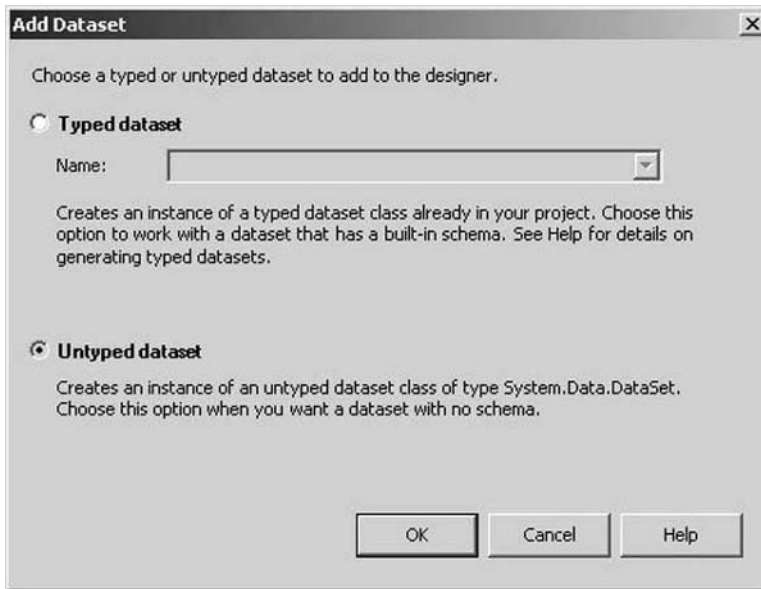 Add Dataset
Choose a typed or untyped dataset to add to the designer.
Typed dataset
Name:
Creates an instance of a typed dataset class already in your project. Choose this
option to work with a dataset that has a built-in schema. See Help for details on
generating typed datasets.
Untyped dataset
Creates an instance of an untyped dataset class of type System.Data.DataSet.
Choose this option when you want a dataset with no schema.
OK Cancel Help